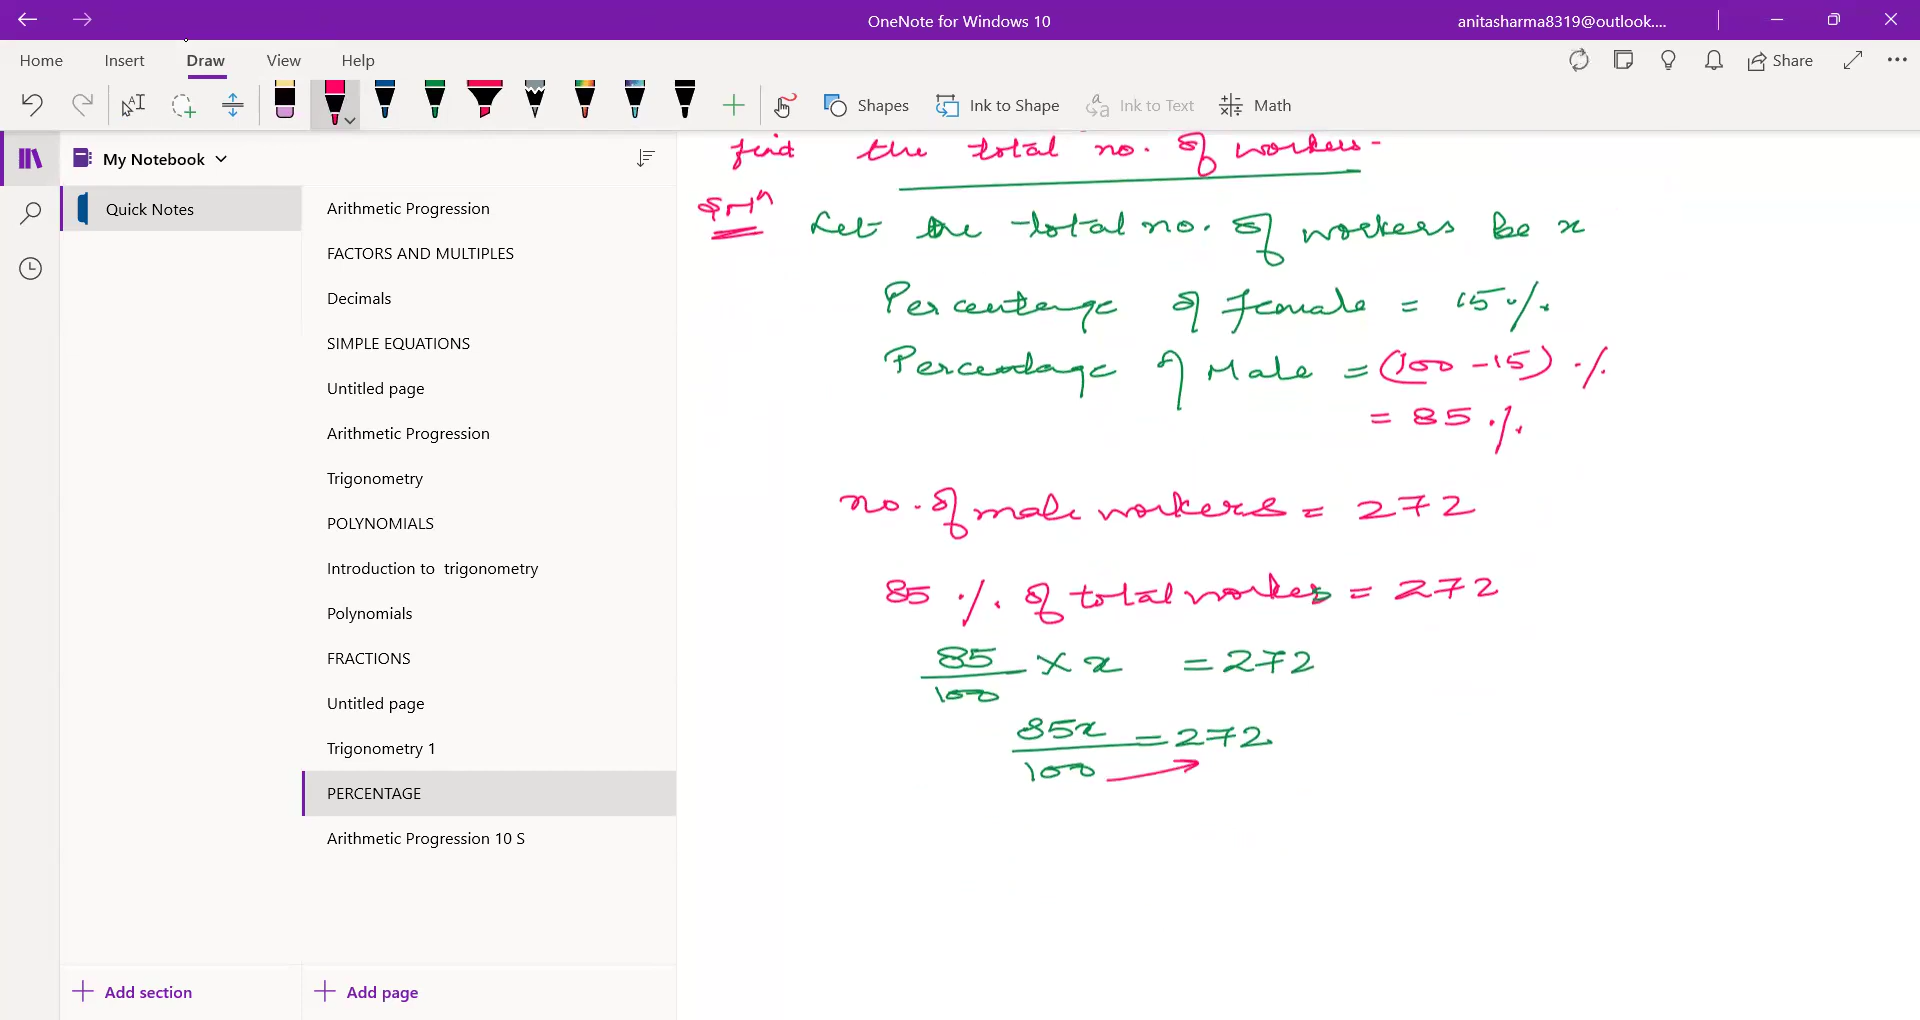 OneNote for Windows 10
anitasharma8319@outlook....
Home Insert Draw View Help
Share
Shapes Ink to Shape Ink to Text Math
My Notebook
Quick Notes
Arithmetic Progression
FACTORS AND MULTIPLES
Decimals
SIMPLE EQUATIONS
Untitled page
Arithmetic Progression
Trigonometry
POLYNOMIALS
Introduction to trigonometry
Polynomials
FRACTIONS
Untitled page
Trigonometry 1
PERCENTAGE
Arithmetic Progression 10 S
Add section
Add page
find the total no. of workers.
Solⁿ Let the total no. of workers be x
Percentage of female = 15%
Percentage of Male = (100 - 15) %
= 85 %
no. of male workers = 272
85 % of total workers = 272
85/100 × x = 272
85x/100 = 272